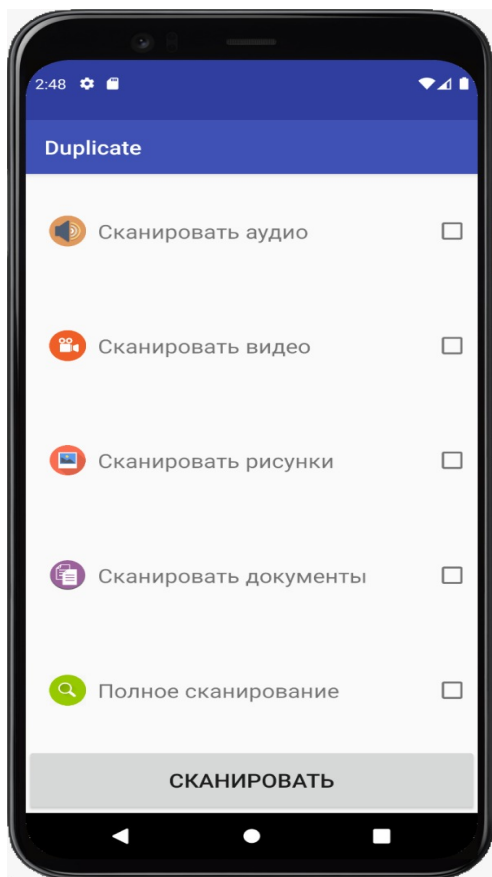 2:48
Duplicate
Сканировать аудио
Сканировать видео
Сканировать рисунки
Сканировать документы
Полное сканирование
СКАНИРОВАТЬ